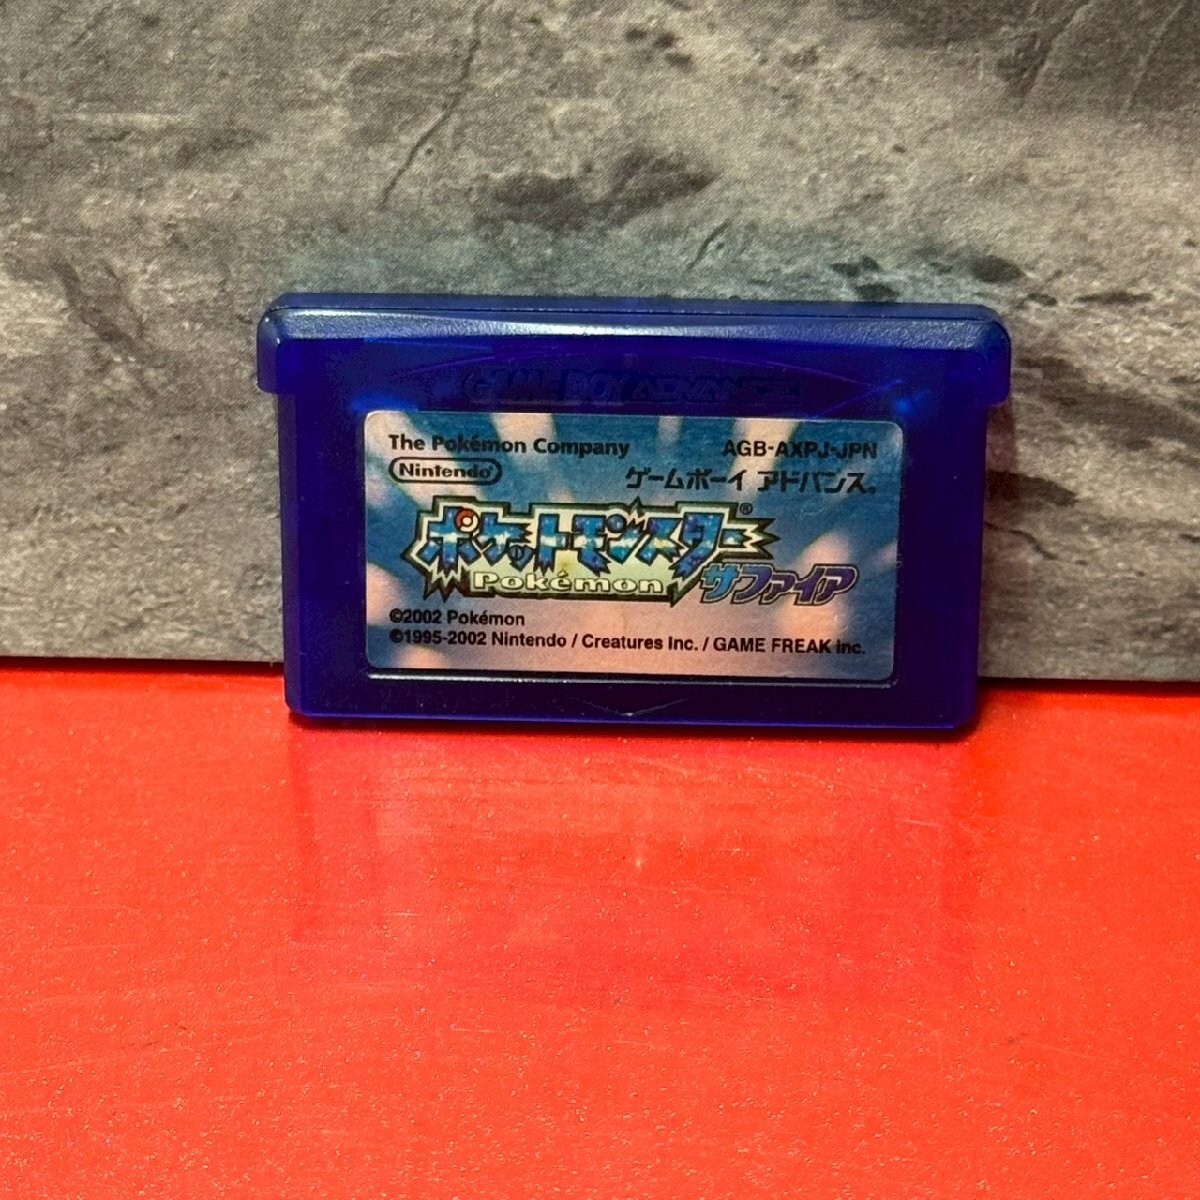 GAME BOY ADVANCE
The Pokémon Company AGB-AXPJ-JPN
Nintendo® ゲームボーイ アドバンス®
ポケットモンスター®
Pokémon サファイア
©2002 Pokémon
©1995-2002 Nintendo / Creatures Inc. / GAME FREAK inc.